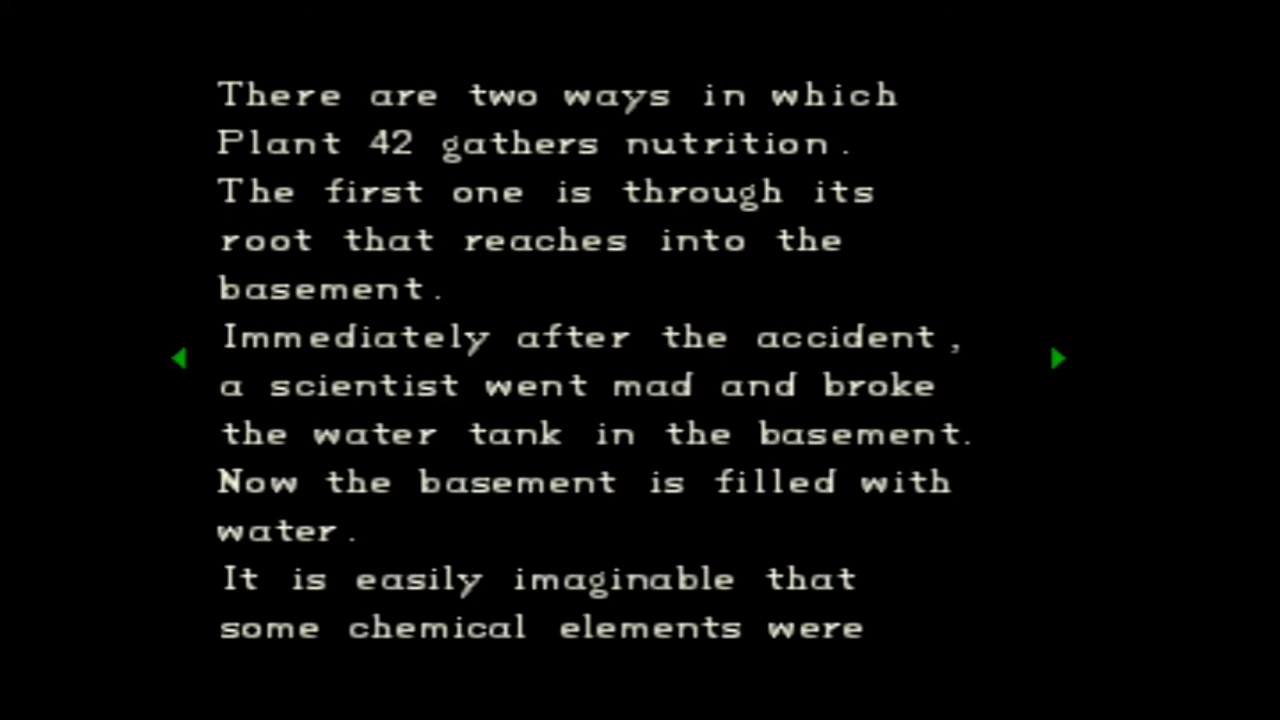 There are two ways in which
Plant 42 gathers nutrition.
The first one is through its
root that reaches into the
basement.
Immediately after the accident,
a scientist went mad and broke
the water tank in the basement.
Now the basement is filled with
water.
It is easily imaginable that
some chemical elements were